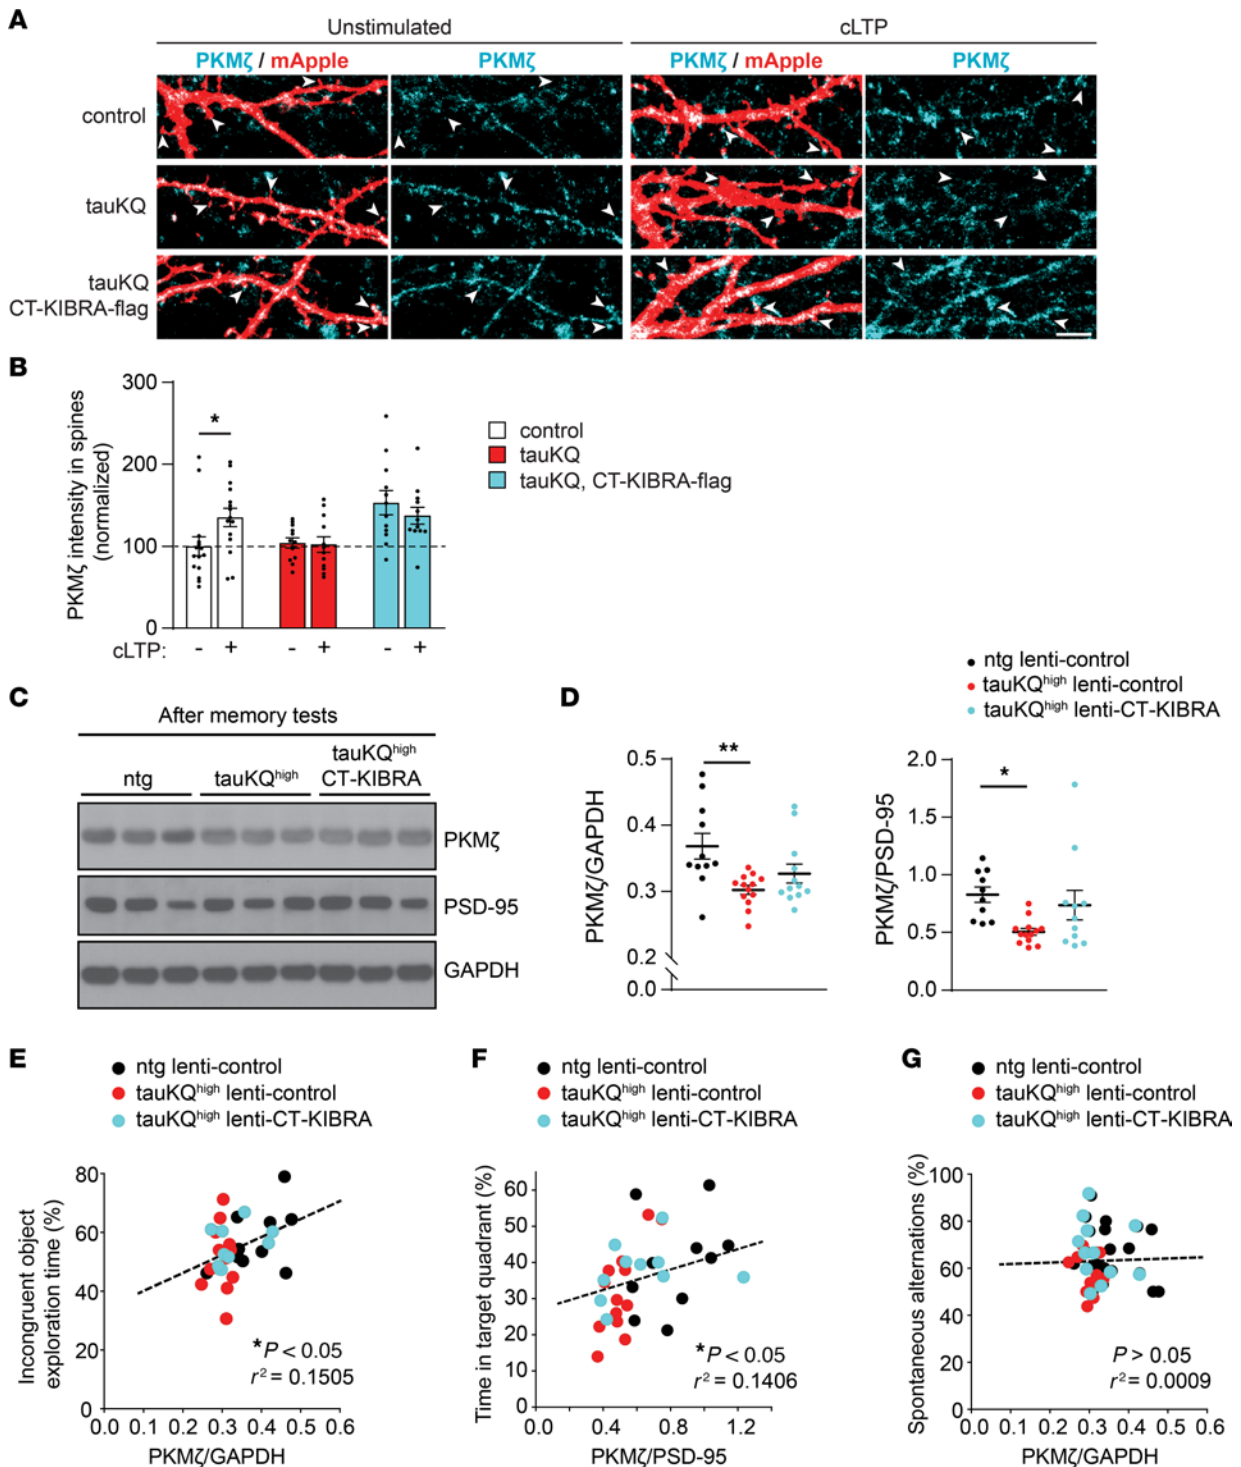 A
Unstimulated
cLTP
PKMζ / mApple
PKMζ
PKMζ / mApple
PKMζ
control
tauKQ
tauKQ
CT-KIBRA-flag
B
PKMζ intensity in spines
(normalized)
300
200
100
0
*
cLTP: - + - + - +
control
tauKQ
tauKQ, CT-KIBRA-flag
C
After memory tests
ntg
tauKQhigh
tauKQhigh
CT-KIBRA
PKMζ
PSD-95
GAPDH
D
ntg lenti-control
tauKQhigh lenti-control
tauKQhigh lenti-CT-KIBRA
PKMζ/GAPDH
0.5
0.4
0.3
0.2
0.0
**
PKMζ/PSD-95
2.0
1.5
1.0
0.5
0.0
*
E
ntg lenti-control
tauKQhigh lenti-control
tauKQhigh lenti-CT-KIBRA
Incongruent object
exploration time (%)
80
60
40
20
0
*P < 0.05
r² = 0.1505
0.0 0.1 0.2 0.3 0.4 0.5 0.6
PKMζ/GAPDH
F
ntg lenti-control
tauKQhigh lenti-control
tauKQhigh lenti-CT-KIBRA
Time in target quadrant (%)
60
50
40
30
20
10
0
*P < 0.05
r² = 0.1406
0.0 0.4 0.8 1.2
PKMζ/PSD-95
G
ntg lenti-control
tauKQhigh lenti-control
tauKQhigh lenti-CT-KIBRA
Spontaneous alternations (%)
100
80
60
40
20
0
P > 0.05
r² = 0.0009
0.0 0.1 0.2 0.3 0.4 0.5 0.6
PKMζ/GAPDH